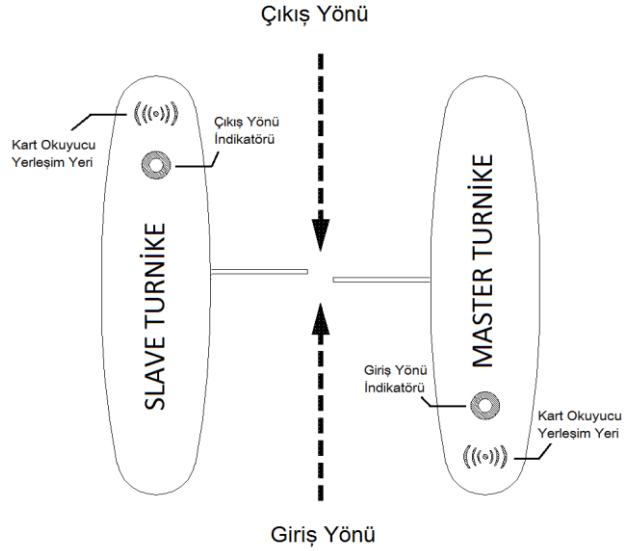 Çıkış Yönü
Kart Okuyucu
Yerleşim Yeri
Çıkış Yönü
İndikatörü
SLAVE TURNİKE
MASTER TURNİKE
Giriş Yönü
İndikatörü
Kart Okuyucu
Yerleşim Yeri
Giriş Yönü